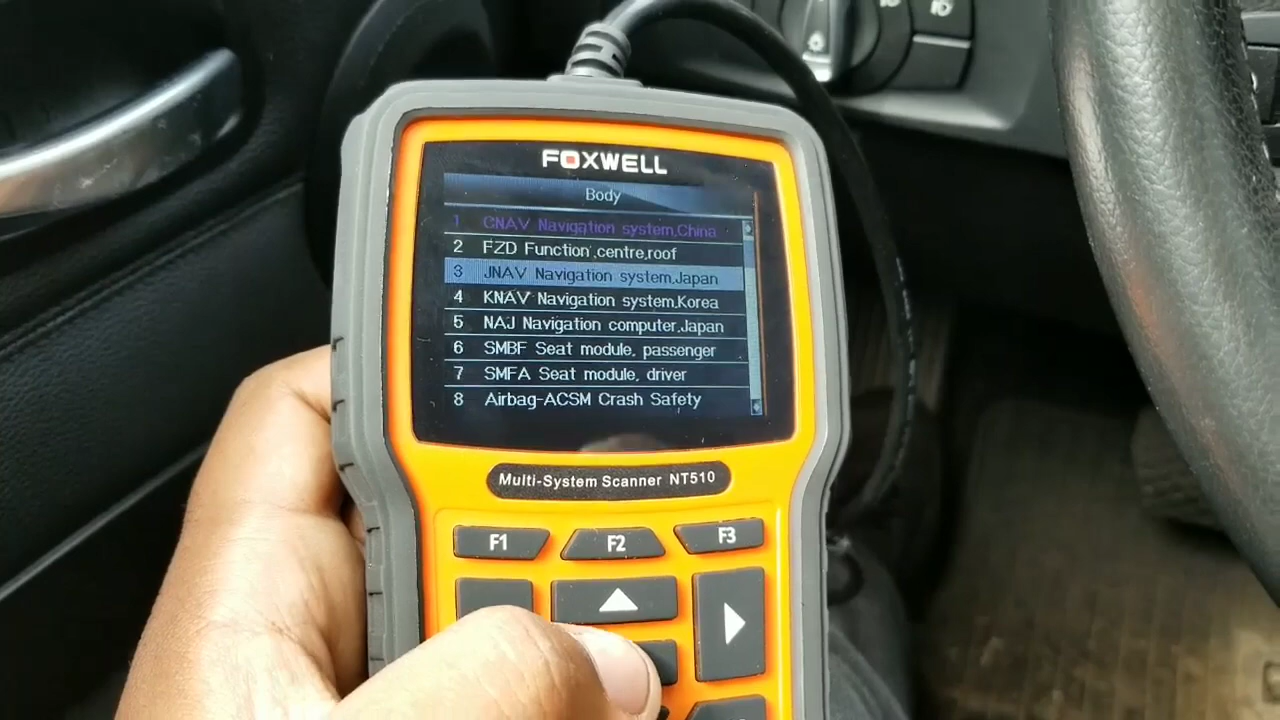 FOXWELL
Body
1 CNAV Navigation system,China
2 FZD Function ,centre,roof
3 JNAV Navigation system,Japan
4 KNAV Navigation system,Korea
5 NAJ Navigation computer,Japan
6 SMBF Seat module, passenger
7 SMFA Seat module, driver
8 Airbag-ACSM Crash Safety
Multi-System Scanner NT510
F1 F2 F3